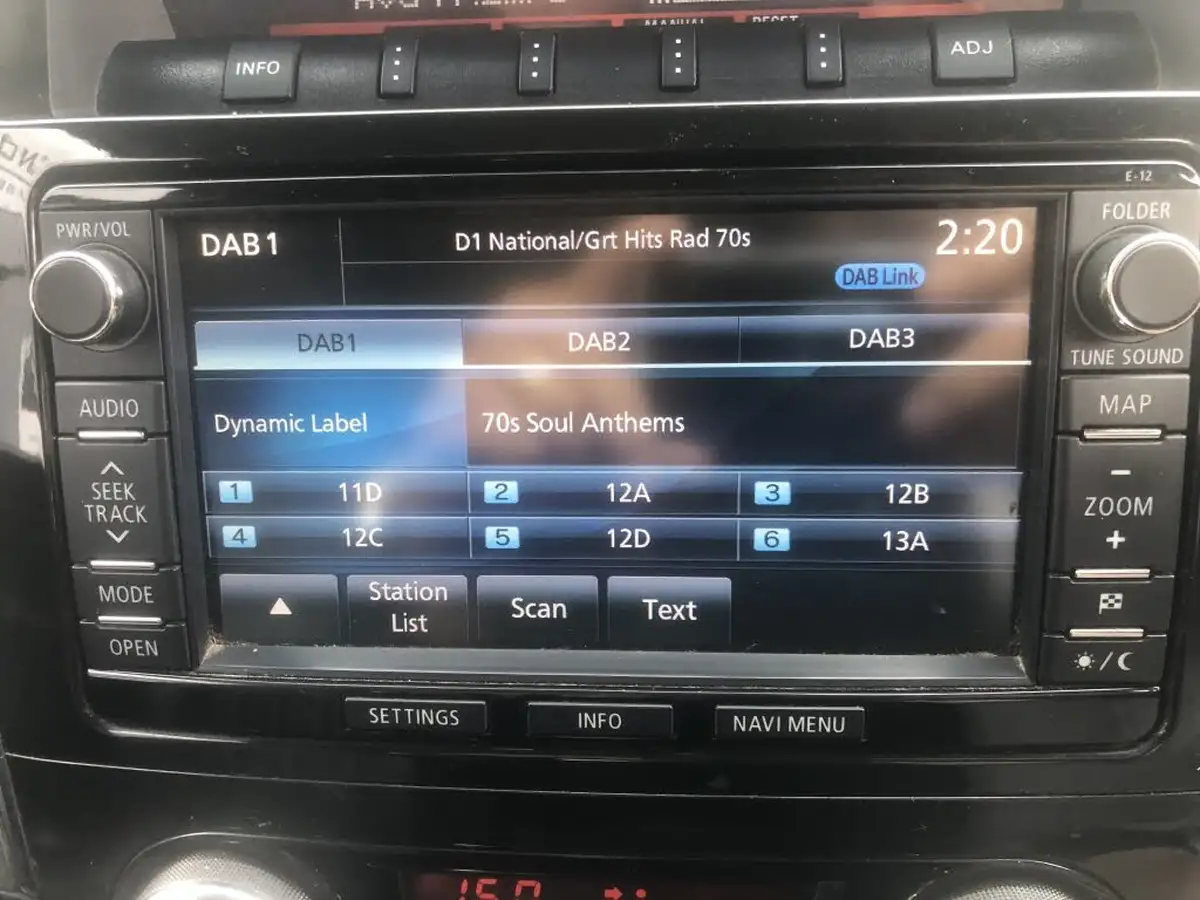 MANUAL RESET
INFO
ADJ
E-12
PWR/VOL
FOLDER
DAB 1
D1 National/Grt Hits Rad 70s
2:20
DAB Link
DAB1
DAB2
DAB3
TUNE SOUND
AUDIO
Dynamic Label
70s Soul Anthems
MAP
SEEK
TRACK
ZOOM
1 11D
2 12A
3 12B
4 12C
5 12D
6 13A
MODE
Station
List
Scan
Text
OPEN
SETTINGS
INFO
NAVI MENU